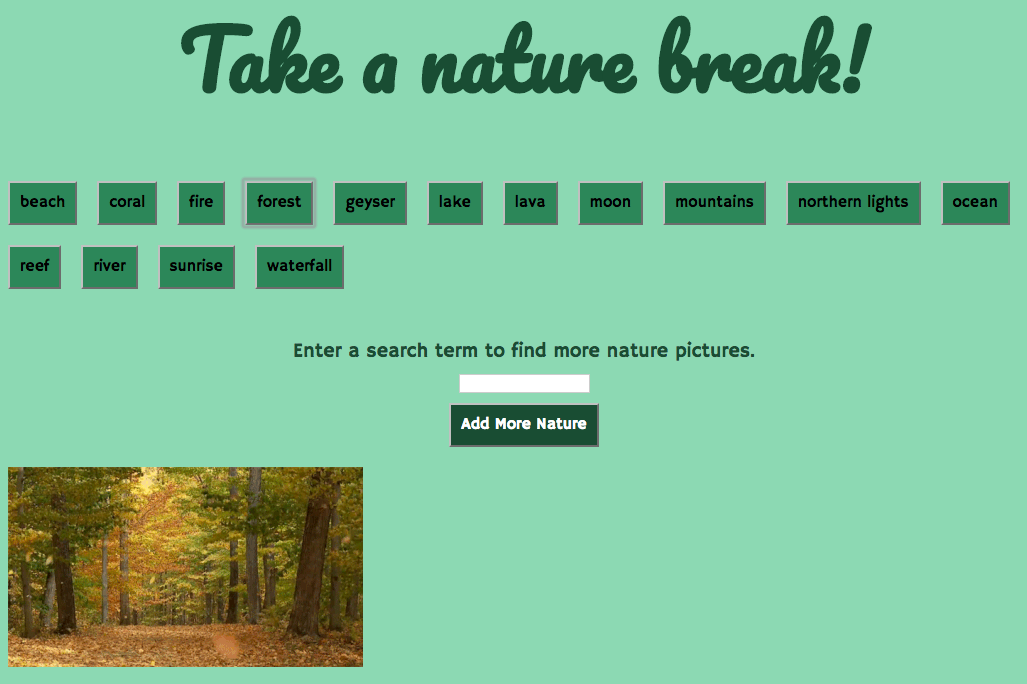 Take a nature break!
beach coral fire forest geyser lake lava moon mountains northern lights ocean
reef river sunrise waterfall
Enter a search term to find more nature pictures.
Add More Nature